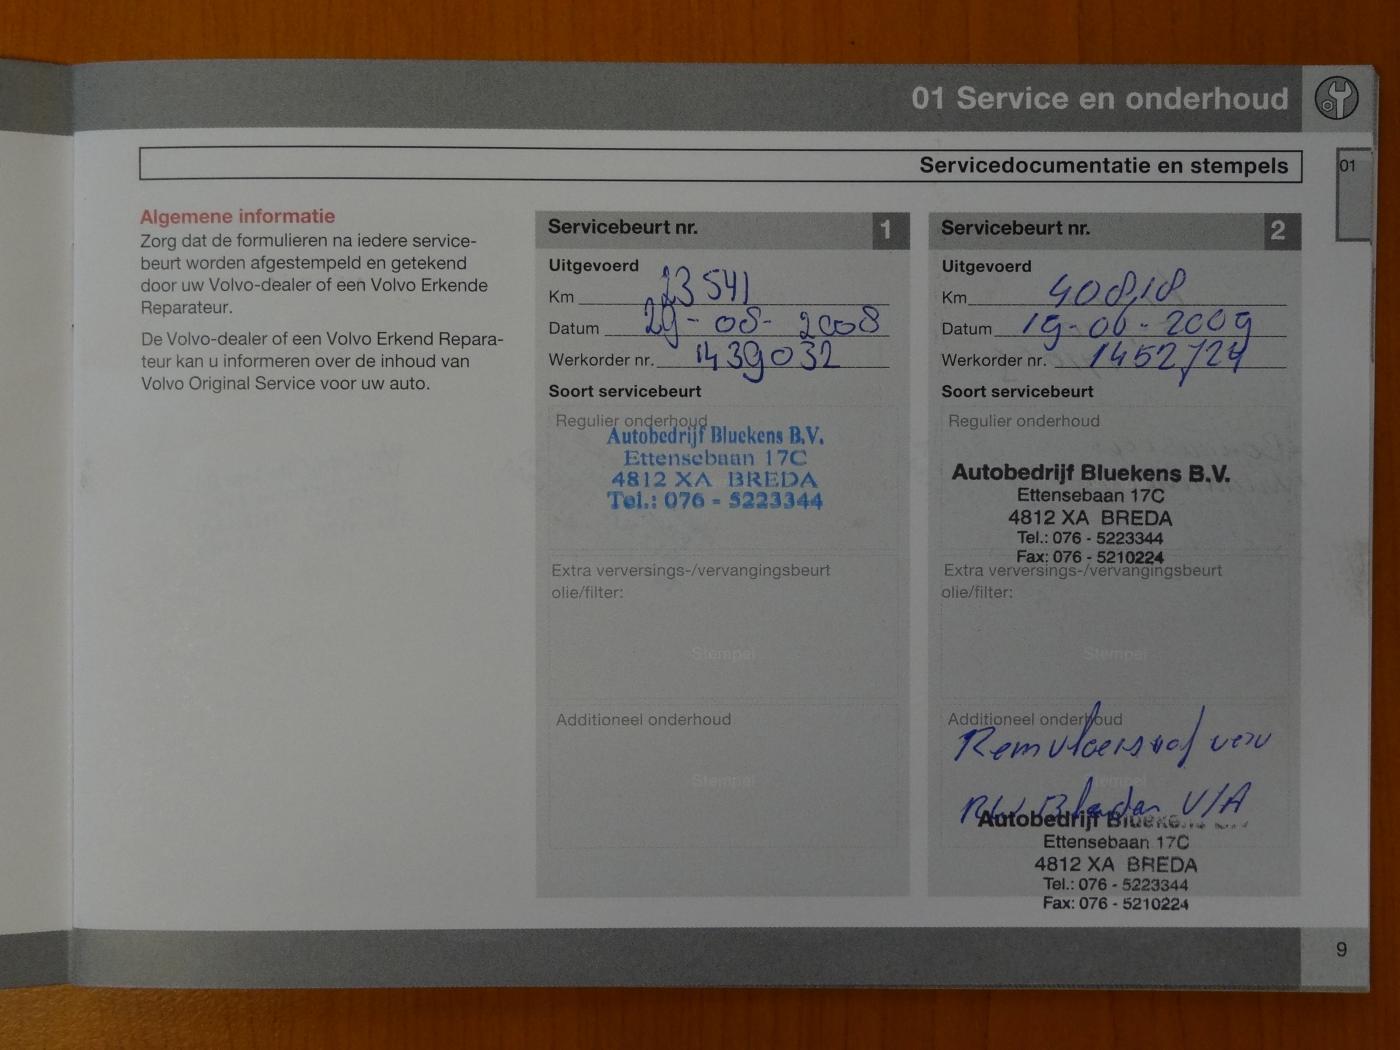 01 Service en onderhoud
Servicedocumentatie en stempels
01
Algemene informatie
Zorg dat de formulieren na iedere service-
beurt worden afgestempeld en getekend
door uw Volvo-dealer of een Volvo Erkende
Reparateur.
De Volvo-dealer of een Volvo Erkend Repara-
teur kan u informeren over de inhoud van
Volvo Original Service voor uw auto.
Servicebeurt nr. 1
Uitgevoerd
Km 23541
Datum 29-08-2008
Werkorder nr. 1439032
Soort servicebeurt
Regulier onderhoud
Autobedrijf Bluekens B.V.
Ettensebaan 17C
4812 XA BREDA
Tel.: 076 - 5223344
Extra verversings-/vervangingsbeurt
olie/filter:
Stempel
Additioneel onderhoud
Stempel
Servicebeurt nr. 2
Uitgevoerd
Km 40818
Datum 19-06-2009
Werkorder nr. 1452724
Soort servicebeurt
Regulier onderhoud
Autobedrijf Bluekens B.V.
Ettensebaan 17C
4812 XA BREDA
Tel.: 076 - 5223344
Fax: 076 - 5210224
Extra verversings-/vervangingsbeurt
olie/filter:
Stempel
Additioneel onderhoud
Remvloeistof verv
Stempel
Bladen V/A
Autobedrijf Bluekens B.V.
Ettensebaan 17C
4812 XA BREDA
Tel.: 076 - 5223344
Fax: 076 - 5210224
9